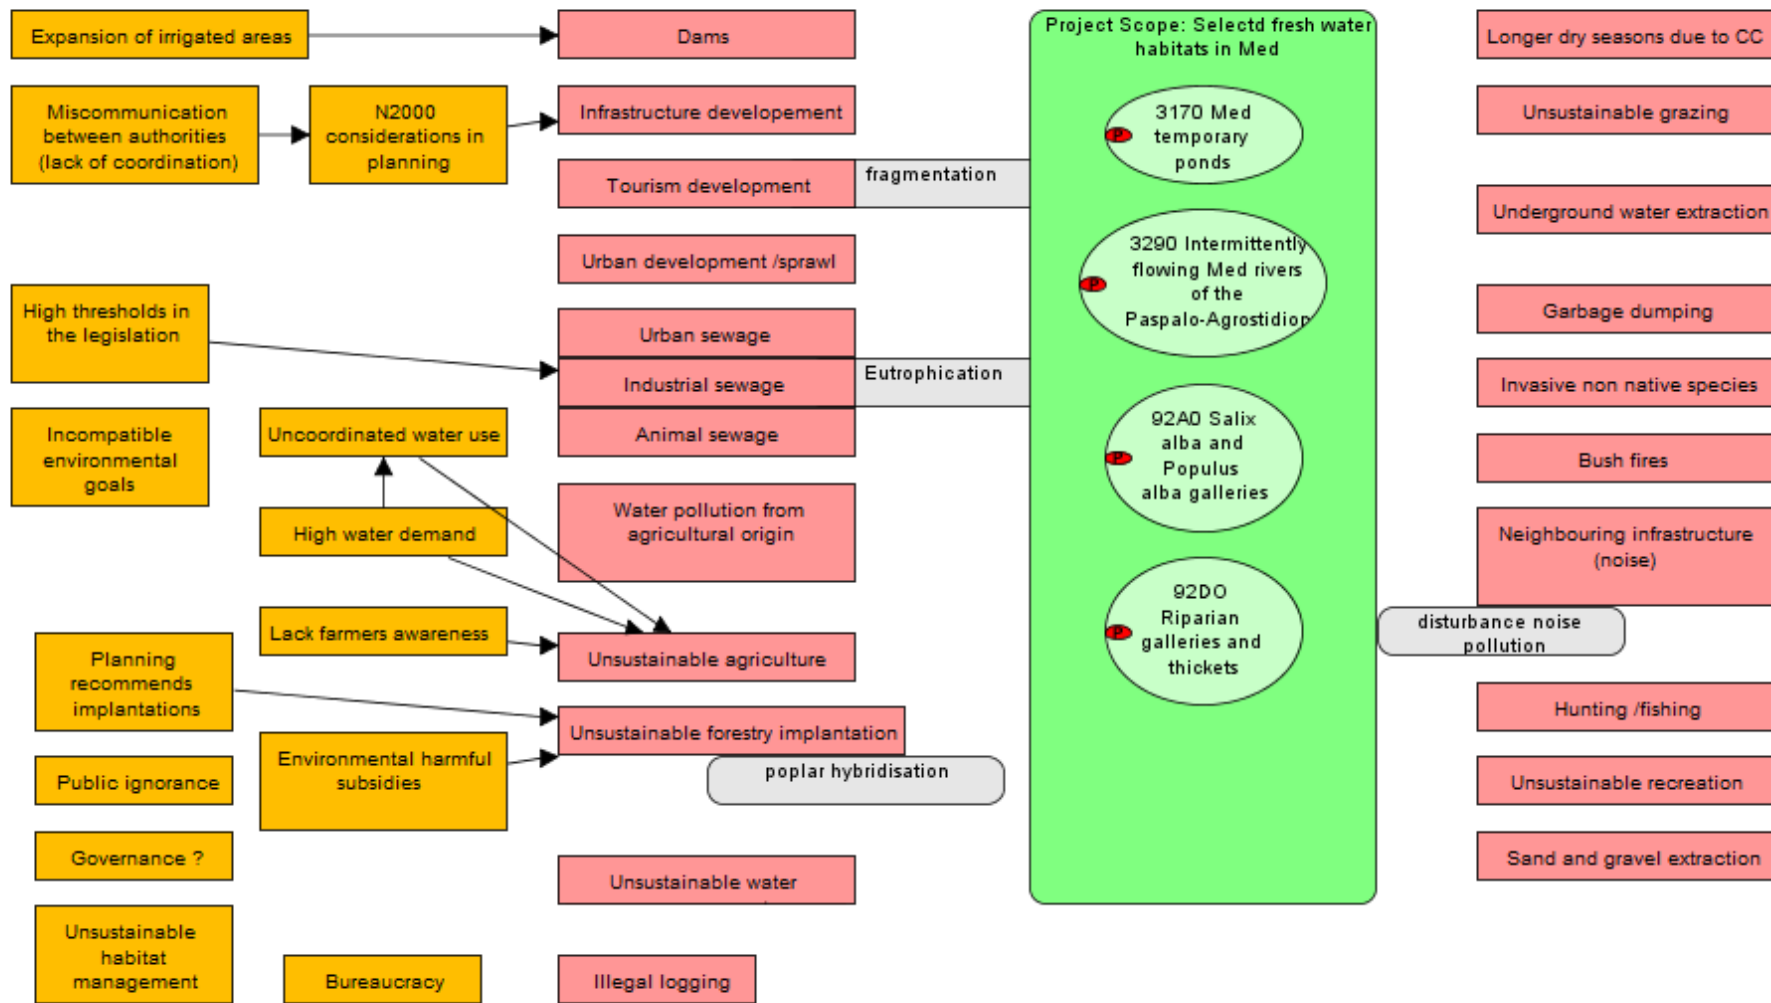 Expansion of irrigated areas
Miscommunication
between authorities
(lack of coordination)
N2000
considerations in
planning
High thresholds in
the legislation
Incompatible
environmental
goals
Uncoordinated water use
High water demand
Lack farmers awareness
Planning
recommends
implantations
Environmental harmful
subsidies
Public ignorance
Governance ?
Unsustainable
habitat
management
Bureaucracy
Dams
Infrastructure developement
Tourism development
fragmentation
Urban development /sprawl
Urban sewage
Industrial sewage
Eutrophication
Animal sewage
Water pollution from
agricultural origin
Unsustainable agriculture
Unsustainable forestry implantation
poplar hybridisation
Unsustainable water
Illegal logging
Project Scope: Selectd fresh water
habitats in Med
3170 Med
temporary
ponds
P
3290 Intermittently
flowing Med rivers
of the
Paspalo-Agrostidion
P
92A0 Salix
alba and
Populus
alba galleries
P
92DO
Riparian
galleries and
thickets
P
Longer dry seasons due to CC
Unsustainable grazing
Underground water extraction
Garbage dumping
Invasive non native species
Bush fires
Neighbouring infrastructure
(noise)
disturbance noise
pollution
Hunting /fishing
Unsustainable recreation
Sand and gravel extraction